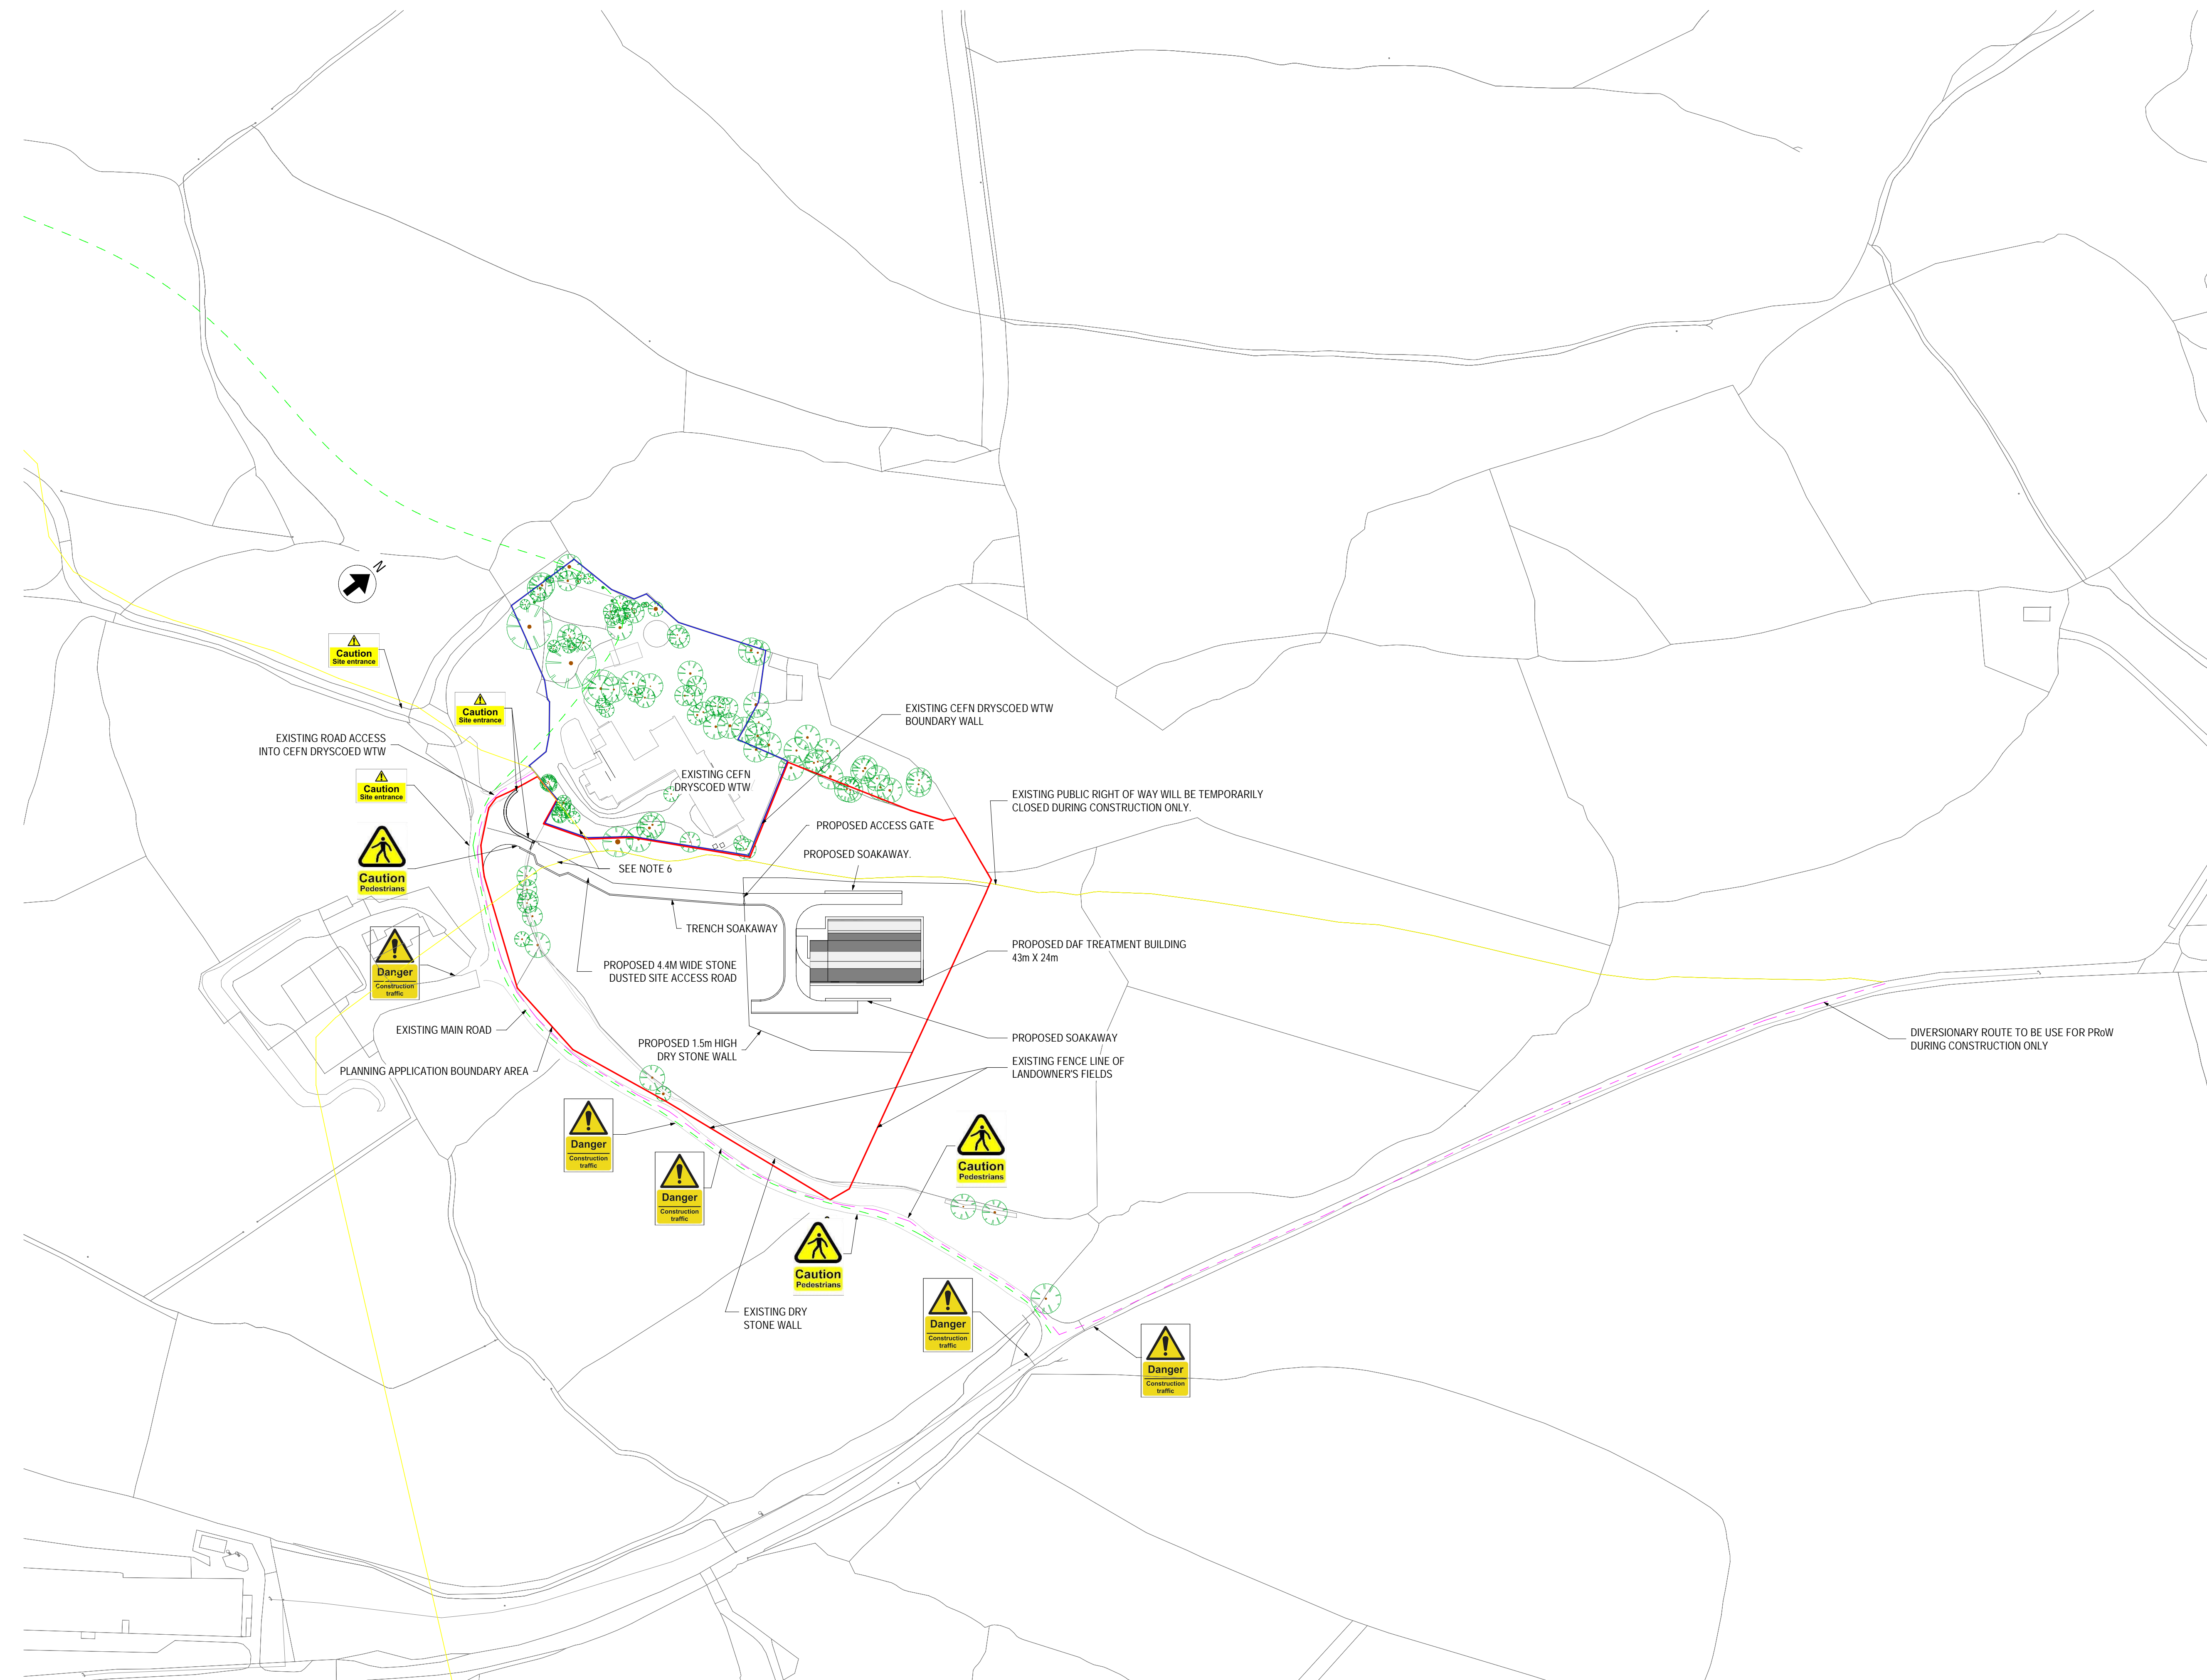 N
Caution
Site entrance
Caution
Site entrance
EXISTING ROAD ACCESS
INTO CEFN DRYSCOED WTW
Caution
Site entrance
Caution
Pedestrians
EXISTING CEFN DRYSCOED WTW
BOUNDARY WALL
EXISTING CEFN
DRYSCOED WTW
EXISTING PUBLIC RIGHT OF WAY WILL BE TEMPORARILY
CLOSED DURING CONSTRUCTION ONLY.
PROPOSED ACCESS GATE
PROPOSED SOAKAWAY.
SEE NOTE 6
TRENCH SOAKAWAY
Danger
Construction
traffic
PROPOSED 4.4M WIDE STONE
DUSTED SITE ACCESS ROAD
PROPOSED DAF TREATMENT BUILDING
43m X 24m
EXISTING MAIN ROAD
PROPOSED 1.5m HIGH
DRY STONE WALL
PROPOSED SOAKAWAY
DIVERSIONARY ROUTE TO BE USE FOR PRoW
DURING CONSTRUCTION ONLY
PLANNING APPLICATION BOUNDARY AREA
EXISTING FENCE LINE OF
LANDOWNER'S FIELDS
Danger
Construction
traffic
Danger
Construction
traffic
Caution
Pedestrians
Caution
Pedestrians
EXISTING DRY
STONE WALL
Danger
Construction
traffic
Danger
Construction
traffic